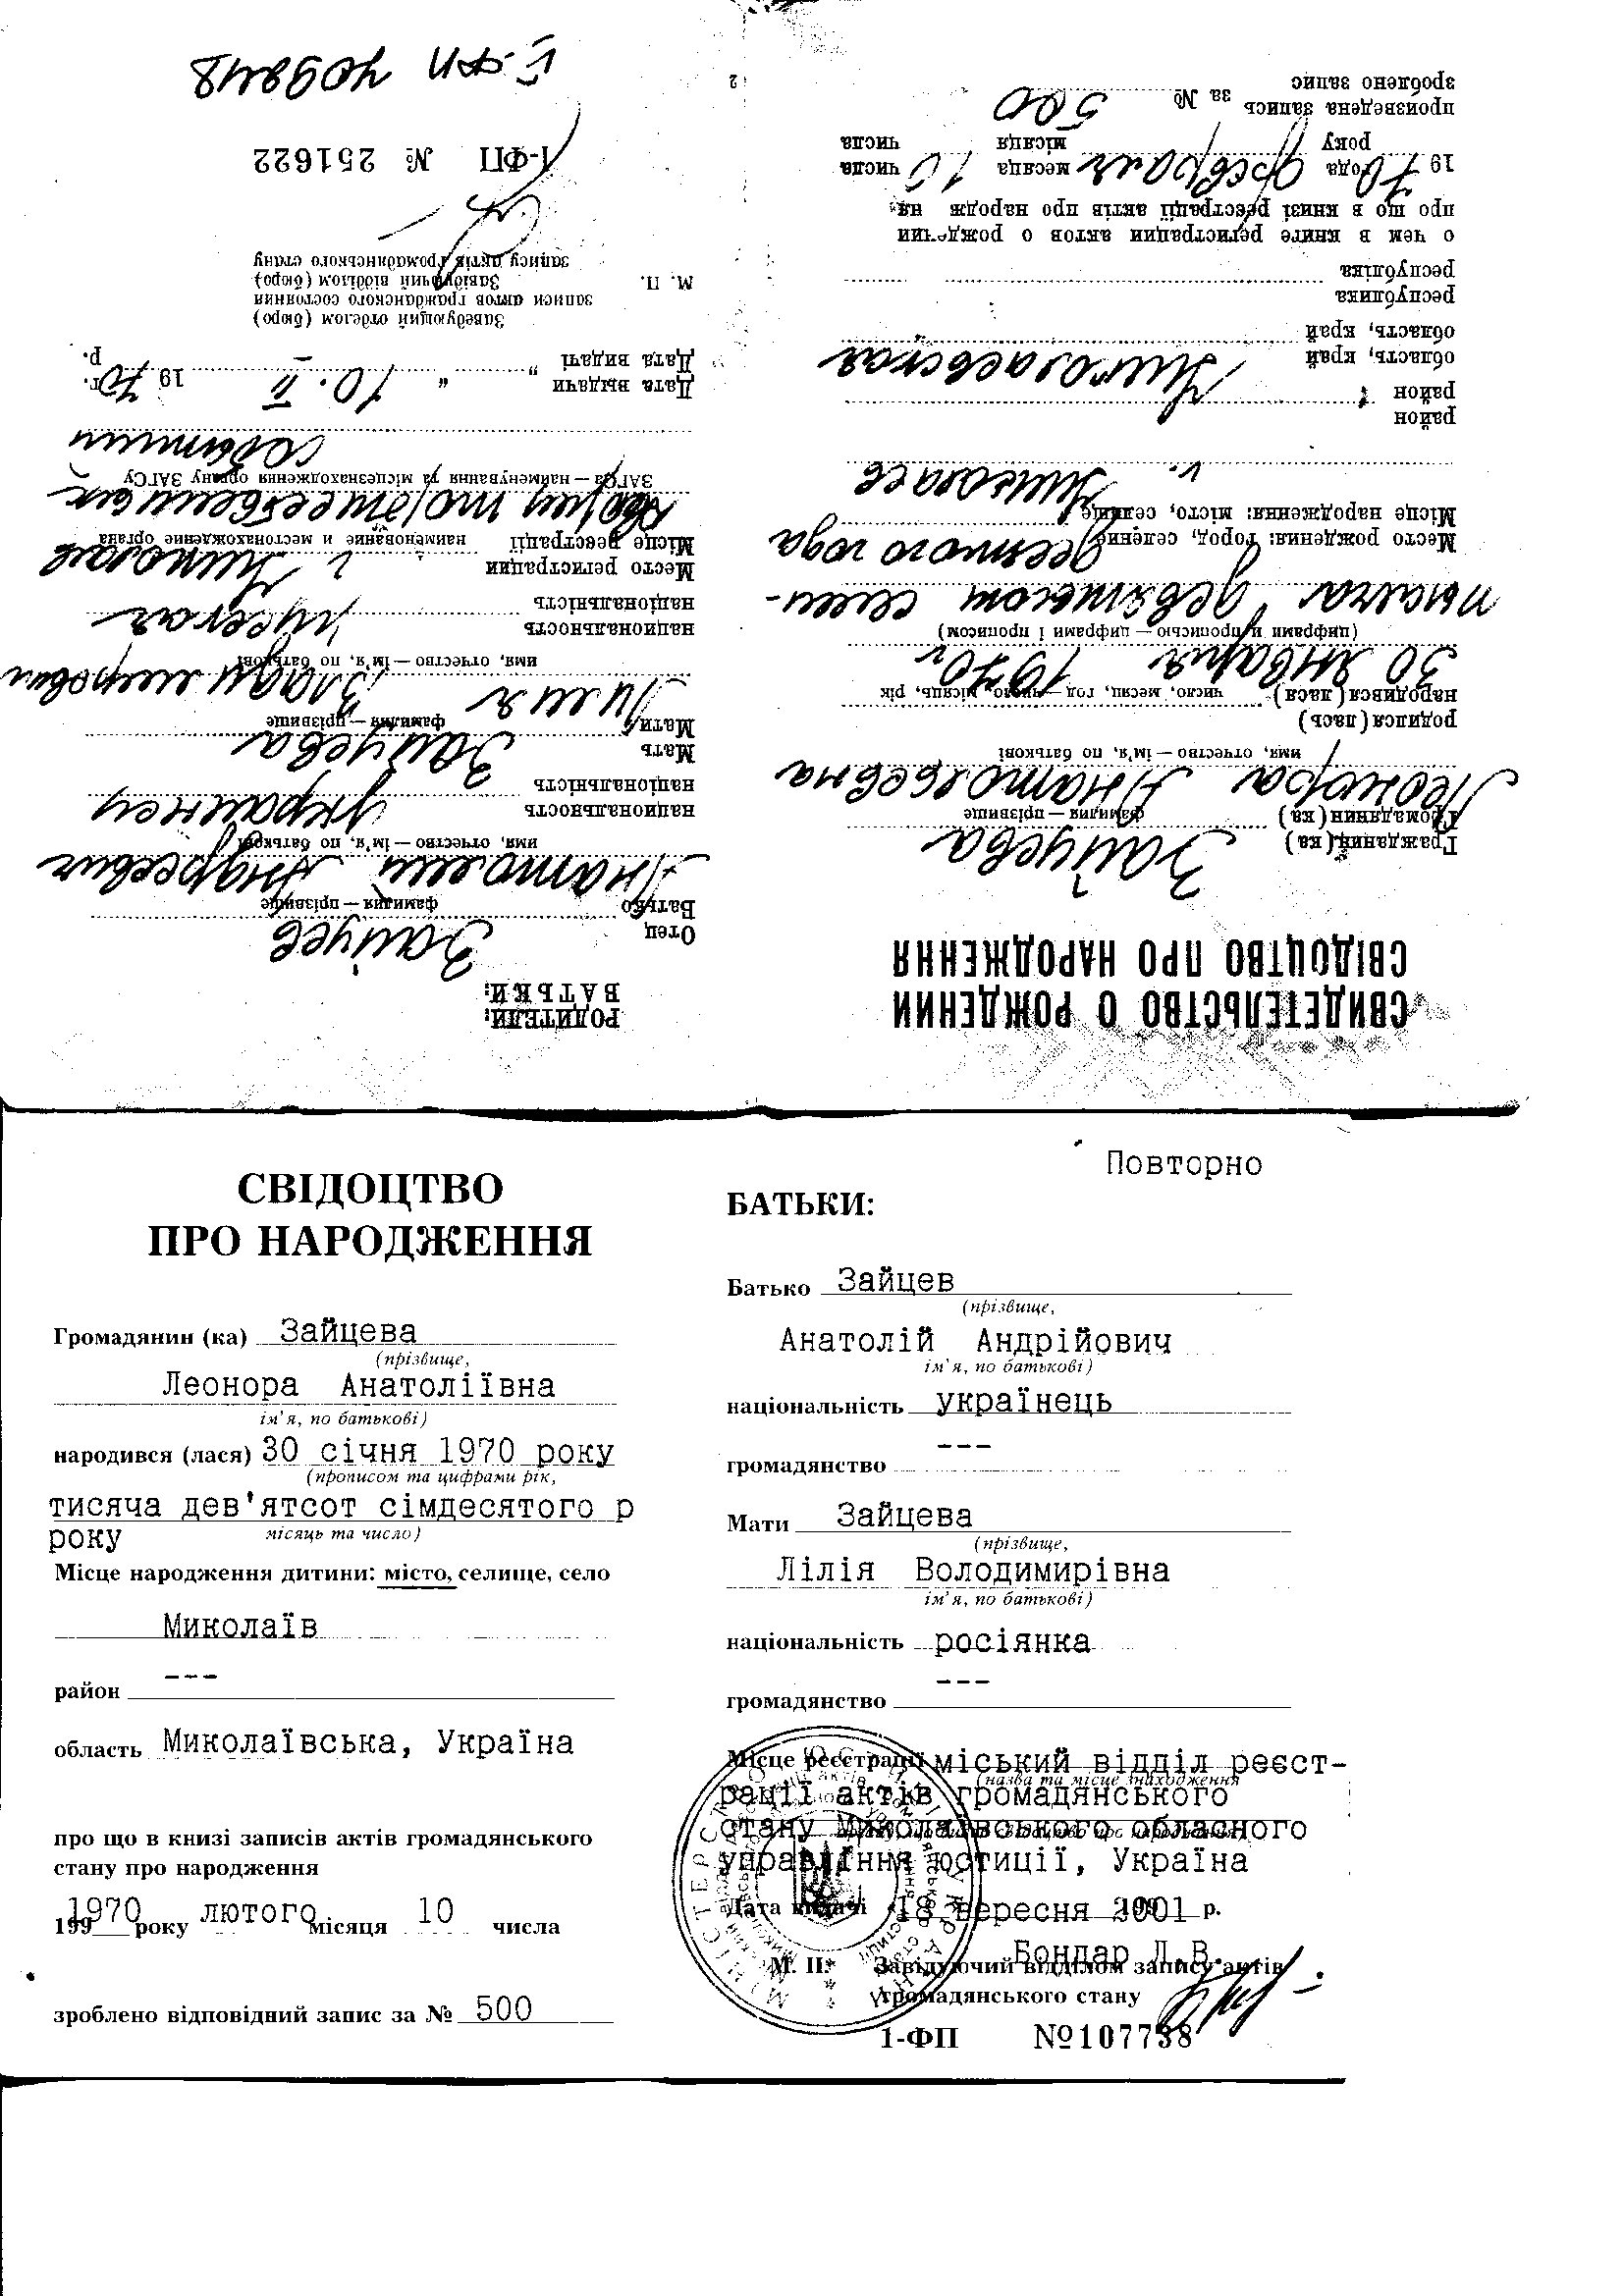 СВИДЕТЕЛЬСТВО О РОЖДЕНИИ
СВІДОЦТВО ПРО НАРОДЖЕННЯ
Гражданин(ка)
Громадянин(ка)
Зайцева
фамилия — прізвище
Леонора Анатольевна
имя, отчество — ім'я, по батькові
родился(лась)
народився(лася)
число, месяц, год — число, місяць, рік
30 января 1970 г
(цифрами и прописью — цифрами і прописом)
тысяча девятьсот семи-
десятого года
Место рождения: город, селение
Місце народження: місто, селище
г. Николаев
район
район
область, край Николаевская
область, край
республика
республіка
о чем в книге регистрации актов о рождении
про що в книзі реєстрації актів про народження
19 70 года февраля месяца 10 числа
року місяця числа
произведена запись за № 500
зроблено запис
2
РОДИТЕЛИ:
БАТЬКИ:
Отец
Батько
Зайцев
фамилия — прізвище
Анатолий Андреевич
имя, отчество — ім'я, по батькові
национальность украинец
національність
Мать
Мати
Зайцева
фамилия — прізвище
Лилия Владимировна
имя, отчество — ім'я, по батькові
национальность русская
національність
Место регистрации г Николаев
Місце реєстрації
наименование и местонахождение органа
торжественных
ЗАГСа — найменування та місцезнаходження органу ЗАГСу
событий
Дата выдачи „ “ 10. II 19 70 г.
Дата видачі „ р.
Заведующий отделом (бюро)
записи актов гражданского состояния
М. П. Завідуючий відділом (бюро)
запису актів громадянського стану
I-ФП № 251622
709848
Повторно
СВІДОЦТВО
ПРО НАРОДЖЕННЯ
Громадянин (ка) Зайцева
(прізвище,
Леонора Анатоліївна
ім'я, по батькові)
народився (лася) 30 січня 1970 року
(прописом та цифрами рік,
тисяча дев'ятсот сімдесятого р
року
місяць та число)
Місце народження дитини: місто, селище, село
Миколаїв
район ---
область Миколаївська, Україна
про що в книзі записів актів громадянського
стану про народження
199 1970 року лютого місяця 10 числа
зроблено відповідний запис за № 500
БАТЬКИ:
Батько Зайцев
(прізвище,
Анатолій Андрійович
ім'я, по батькові)
національність українець
громадянство ---
Мати Зайцева
(прізвище,
Лілія Володимирівна
ім'я, по батькові)
національність росіянка
громадянство ---
Місце реєстрації міський відділ реєст-
(назва та місце знаходження
рації актів громадянського
стану Миколаївського обласного
управління юстиції, Україна
Дата видачі 18 вересня 2001 199 р.
Бондар Л.В.
М. П. Завідуючий відділом запису актів
громадянського стану
1-ФП №107738